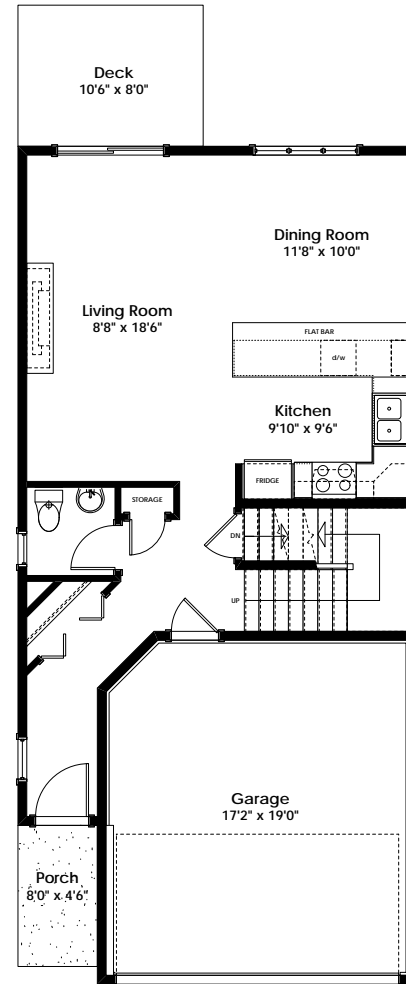 Deck
10'6" x 8'0"
Dining Room
11'8" x 10'0"
Living Room
8'8" x 18'6"
FLAT BAR
d/w
Kitchen
9'10" x 9'6"
FRIDGE
STORAGE
DN
UP
Garage
17'2" x 19'0"
Porch
8'0" x 4'6"